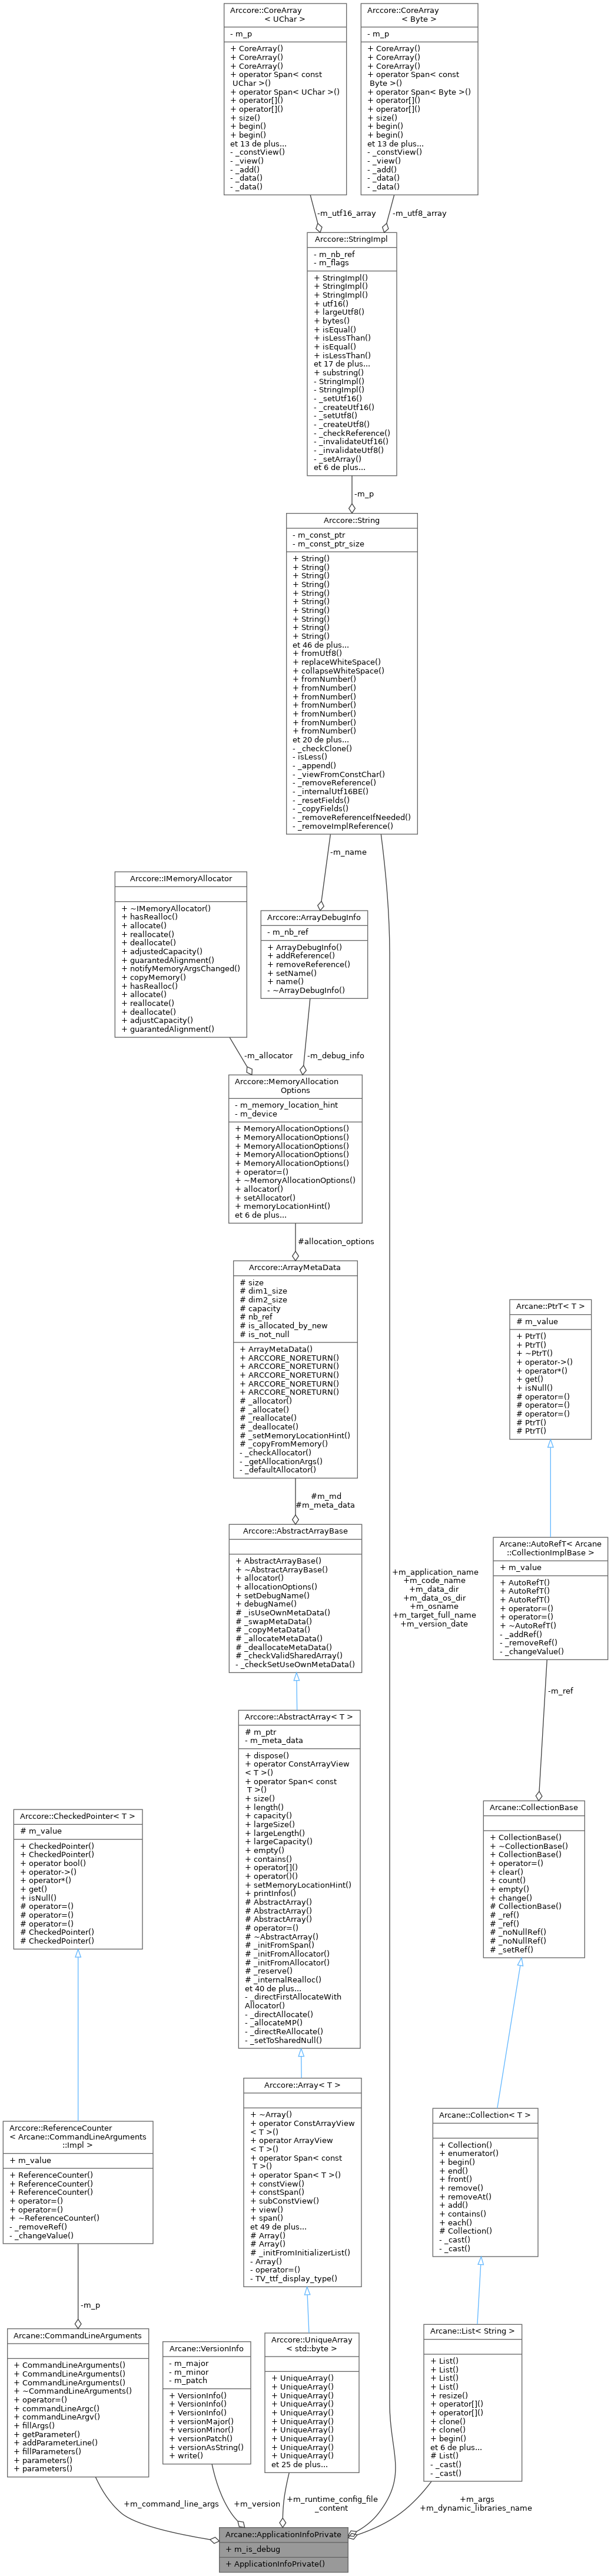 Arccore::CoreArray
< UChar >
- m_p
+ CoreArray()
+ CoreArray()
+ CoreArray()
+ operator Span< const
UChar >()
+ operator Span< UChar >()
+ operator[]()
+ operator[]()
+ size()
+ begin()
+ begin()
et 13 de plus...
- _constView()
- _view()
- _add()
- _data()
- _data()
Arccore::CoreArray
< Byte >
- m_p
+ CoreArray()
+ CoreArray()
+ CoreArray()
+ operator Span< const
Byte >()
+ operator Span< Byte >()
+ operator[]()
+ operator[]()
+ size()
+ begin()
+ begin()
et 13 de plus...
- _constView()
- _view()
- _add()
- _data()
- _data()
-m_utf16_array
-m_utf8_array
Arccore::StringImpl
- m_nb_ref
- m_flags
+ StringImpl()
+ StringImpl()
+ StringImpl()
+ utf16()
+ largeUtf8()
+ bytes()
+ isEqual()
+ isLessThan()
+ isEqual()
+ isLessThan()
et 17 de plus...
+ substring()
- StringImpl()
- StringImpl()
- _setUtf16()
- _createUtf16()
- _setUtf8()
- _createUtf8()
- _checkReference()
- _invalidateUtf16()
- _invalidateUtf8()
- _setArray()
et 6 de plus...
-m_p
Arccore::String
- m_const_ptr
- m_const_ptr_size
+ String()
+ String()
+ String()
+ String()
+ String()
+ String()
+ String()
+ String()
+ String()
+ String()
et 46 de plus...
+ fromUtf8()
+ replaceWhiteSpace()
+ collapseWhiteSpace()
+ fromNumber()
+ fromNumber()
+ fromNumber()
+ fromNumber()
+ fromNumber()
+ fromNumber()
+ fromNumber()
et 20 de plus...
- _checkClone()
- isLess()
- _append()
- _viewFromConstChar()
- _removeReference()
- _internalUtf16BE()
- _resetFields()
- _copyFields()
- _removeReferenceIfNeeded()
- _removeImplReference()
-m_name
Arccore::IMemoryAllocator
+ ~IMemoryAllocator()
+ hasRealloc()
+ allocate()
+ reallocate()
+ deallocate()
+ adjustedCapacity()
+ guarantedAlignment()
+ notifyMemoryArgsChanged()
+ copyMemory()
+ hasRealloc()
+ allocate()
+ reallocate()
+ deallocate()
+ adjustCapacity()
+ guarantedAlignment()
Arccore::ArrayDebugInfo
- m_nb_ref
+ ArrayDebugInfo()
+ addReference()
+ removeReference()
+ setName()
+ name()
- ~ArrayDebugInfo()
-m_allocator
-m_debug_info
Arccore::MemoryAllocation
Options
- m_memory_location_hint
- m_device
+ MemoryAllocationOptions()
+ MemoryAllocationOptions()
+ MemoryAllocationOptions()
+ MemoryAllocationOptions()
+ MemoryAllocationOptions()
+ operator=()
+ ~MemoryAllocationOptions()
+ allocator()
+ setAllocator()
+ memoryLocationHint()
et 6 de plus...
#allocation_options
Arccore::ArrayMetaData
# size
# dim1_size
# dim2_size
# capacity
# nb_ref
# is_allocated_by_new
# is_not_null
+ ArrayMetaData()
+ ARCCORE_NORETURN()
+ ARCCORE_NORETURN()
+ ARCCORE_NORETURN()
+ ARCCORE_NORETURN()
+ ARCCORE_NORETURN()
# _allocator()
# _allocate()
# _reallocate()
# _deallocate()
# _setMemoryLocationHint()
# _copyFromMemory()
- _checkAllocator()
- _getAllocationArgs()
- _defaultAllocator()
#m_md
#m_meta_data
Arccore::AbstractArrayBase
+ AbstractArrayBase()
+ ~AbstractArrayBase()
+ allocator()
+ allocationOptions()
+ setDebugName()
+ debugName()
# _isUseOwnMetaData()
# _swapMetaData()
# _copyMetaData()
# _allocateMetaData()
# _deallocateMetaData()
# _checkValidSharedArray()
- _checkSetUseOwnMetaData()
Arccore::AbstractArray< T >
# m_ptr
- m_meta_data
+ dispose()
+ operator ConstArrayView
< T >()
+ operator Span< const
T >()
+ size()
+ length()
+ capacity()
+ largeSize()
+ largeLength()
+ largeCapacity()
+ empty()
+ contains()
+ operator[]()
+ operator()()
+ setMemoryLocationHint()
+ printInfos()
# AbstractArray()
# AbstractArray()
# AbstractArray()
# operator=()
# ~AbstractArray()
# _initFromSpan()
# _initFromAllocator()
# _initFromAllocator()
# _reserve()
# _internalRealloc()
et 40 de plus...
- _directFirstAllocateWith
Allocator()
- _directAllocate()
- _allocateMP()
- _directReAllocate()
- _setToSharedNull()
Arccore::Array< T >
+ ~Array()
+ operator ConstArrayView
< T >()
+ operator ArrayView
< T >()
+ operator Span< const
T >()
+ operator Span< T >()
+ constView()
+ constSpan()
+ subConstView()
+ view()
+ span()
et 49 de plus...
# Array()
# Array()
# _initFromInitializerList()
- Array()
- operator=()
- TV_ttf_display_type()
Arccore::UniqueArray
< std::byte >
+ UniqueArray()
+ UniqueArray()
+ UniqueArray()
+ UniqueArray()
+ UniqueArray()
+ UniqueArray()
+ UniqueArray()
+ UniqueArray()
+ UniqueArray()
+ UniqueArray()
et 25 de plus...
+m_application_name
+m_code_name
+m_data_dir
+m_data_os_dir
+m_osname
+m_target_full_name
+m_version_date
Arcane::PtrT< T >
# m_value
+ PtrT()
+ PtrT()
+ ~PtrT()
+ operator->()
+ operator*()
+ get()
+ isNull()
# operator=()
# operator=()
# operator=()
# PtrT()
# PtrT()
Arcane::AutoRefT< Arcane
::CollectionImplBase >
+ m_value
+ AutoRefT()
+ AutoRefT()
+ AutoRefT()
+ operator=()
+ operator=()
+ ~AutoRefT()
- _addRef()
- _removeRef()
- _changeValue()
-m_ref
Arcane::CollectionBase
+ CollectionBase()
+ ~CollectionBase()
+ CollectionBase()
+ operator=()
+ clear()
+ count()
+ empty()
+ change()
# CollectionBase()
# _ref()
# _ref()
# _noNullRef()
# _noNullRef()
# _setRef()
Arcane::Collection< T >
+ Collection()
+ enumerator()
+ begin()
+ end()
+ front()
+ remove()
+ removeAt()
+ add()
+ contains()
+ each()
# Collection()
- _cast()
- _cast()
Arcane::List< String >
+ List()
+ List()
+ List()
+ List()
+ resize()
+ operator[]()
+ operator[]()
+ clone()
+ clone()
+ begin()
et 6 de plus...
# List()
- _cast()
- _cast()
Arccore::CheckedPointer< T >
# m_value
+ CheckedPointer()
+ CheckedPointer()
+ operator bool()
+ operator->()
+ operator*()
+ get()
+ isNull()
# operator=()
# operator=()
# operator=()
# CheckedPointer()
# CheckedPointer()
Arccore::ReferenceCounter
< Arcane::CommandLineArguments
::Impl >
+ m_value
+ ReferenceCounter()
+ ReferenceCounter()
+ ReferenceCounter()
+ operator=()
+ operator=()
+ ~ReferenceCounter()
- _removeRef()
- _changeValue()
-m_p
Arcane::CommandLineArguments
+ CommandLineArguments()
+ CommandLineArguments()
+ CommandLineArguments()
+ ~CommandLineArguments()
+ operator=()
+ commandLineArgc()
+ commandLineArgv()
+ fillArgs()
+ getParameter()
+ addParameterLine()
+ fillParameters()
+ parameters()
+ parameters()
Arcane::VersionInfo
- m_major
- m_minor
- m_patch
+ VersionInfo()
+ VersionInfo()
+ VersionInfo()
+ versionMajor()
+ versionMinor()
+ versionPatch()
+ versionAsString()
+ write()
+m_command_line_args
+m_version
+m_runtime_config_file
_content
+m_args
+m_dynamic_libraries_name
Arcane::ApplicationInfoPrivate
+ m_is_debug
+ ApplicationInfoPrivate()